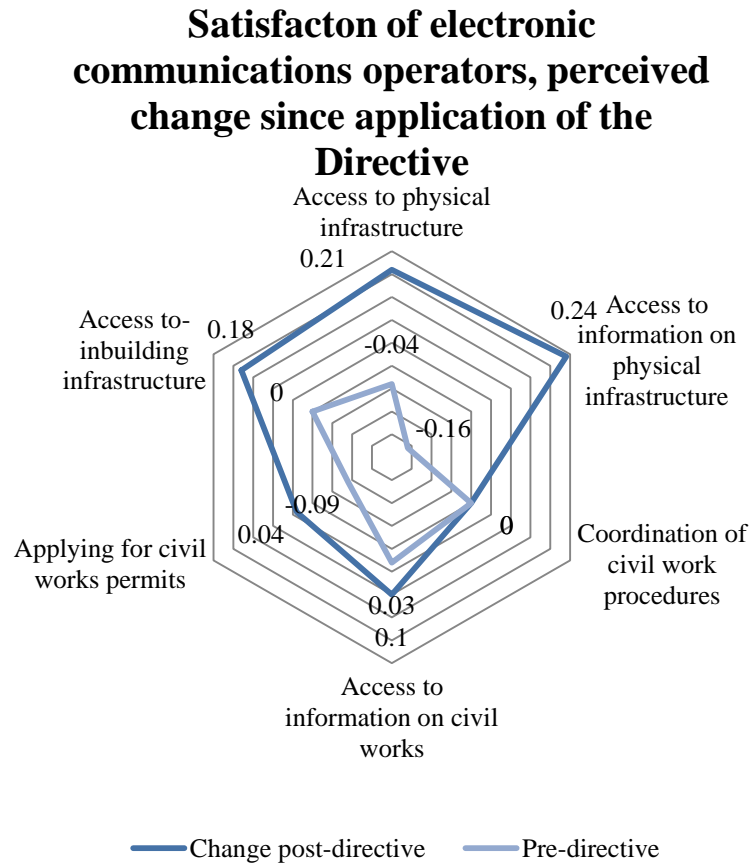 Satisfacton of electronic
communications operators, perceived
change since application of the
Directive
Access to physical
infrastructure
0.21
0.24
Access to
information on
physical
infrastructure
0.18
Access to-
inbuilding
infrastructure
-0.04
0
-0.16
-0.09
0
0.04
Applying for civil
works permits
Coordination of
civil work
procedures
0.03
0.1
Access to
information on civil
works
Change post-directive
Pre-directive